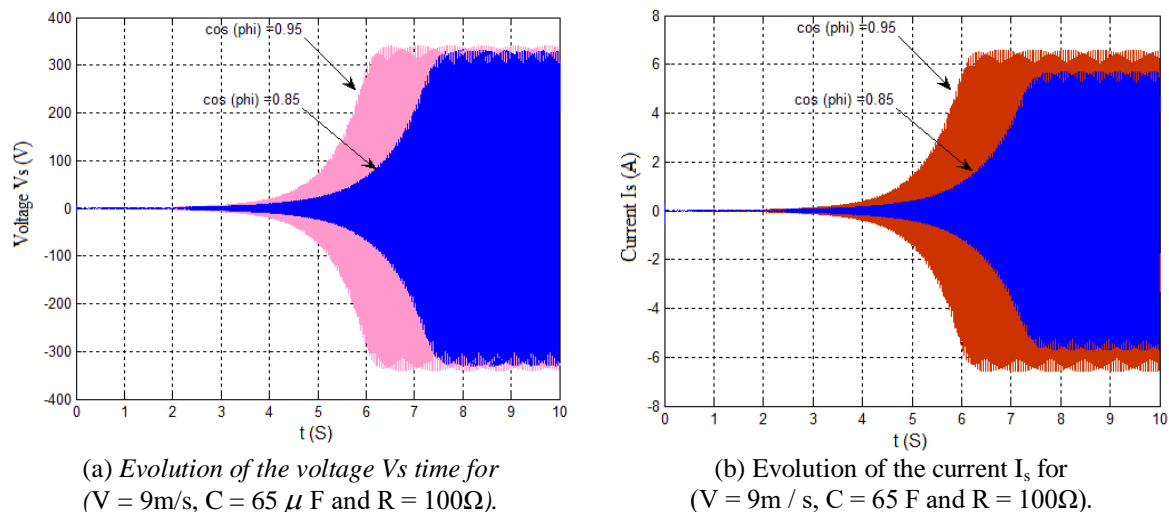 400
300
200
100
0
-100
-200
-300
-400
Voltage Vs (V)
cos (phi) =0.95
cos (phi) =0.85
0 1 2 3 4 5 6 7 8 9 10
t (S)
(a) Evolution of the voltage Vs time for
(V = 9m/s, C = 65 μ F and R = 100Ω).
8
6
4
2
0
-2
-4
-6
-8
Current Is (A)
cos (phi) =0.95
cos (phi) =0.85
0 1 2 3 4 5 6 7 8 9 10
t (S)
(b) Evolution of the current Is for
(V = 9m / s, C = 65 F and R = 100Ω).